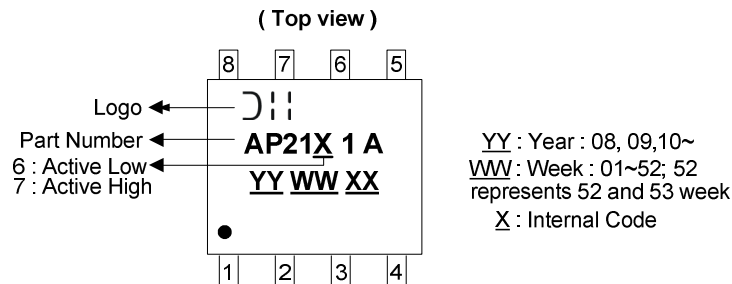 ( Top view )
8 7 6 5
Logo
Part Number
6 : Active Low
7 : Active High
AP21X 1 A
YY WW XX
1 2 3 4
YY : Year : 08, 09,10~
WW : Week : 01~52; 52
represents 52 and 53 week
X : Internal Code